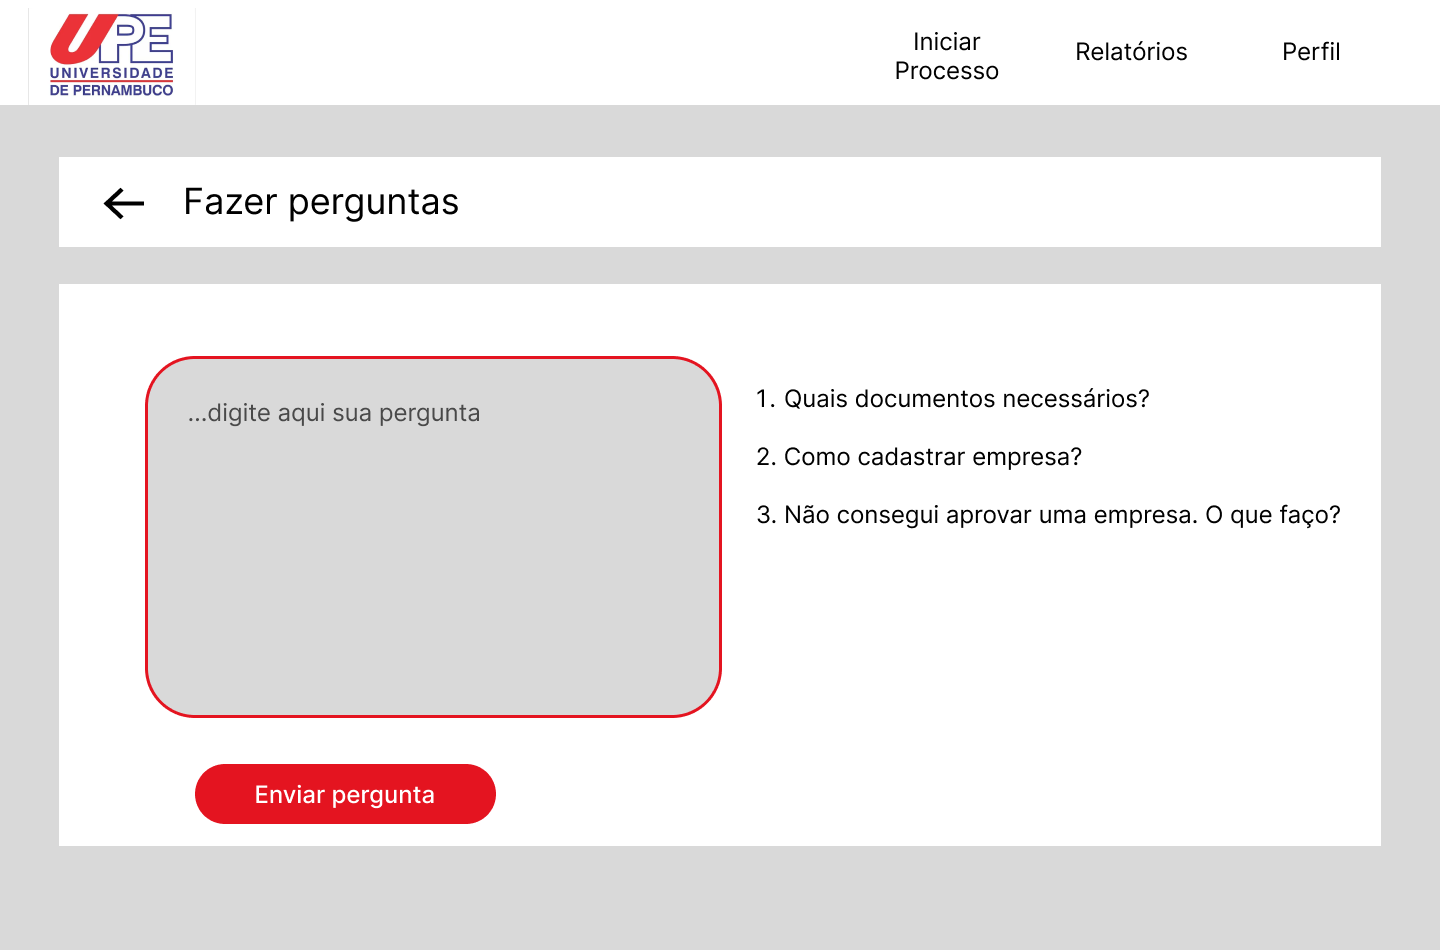 UPE
UNIVERSIDADE
DE PERNAMBUCO
Iniciar
Processo
Relatórios
Perfil
Fazer perguntas
...digite aqui sua pergunta
1. Quais documentos necessários?
2. Como cadastrar empresa?
3. Não consegui aprovar uma empresa. O que faço?
Enviar pergunta